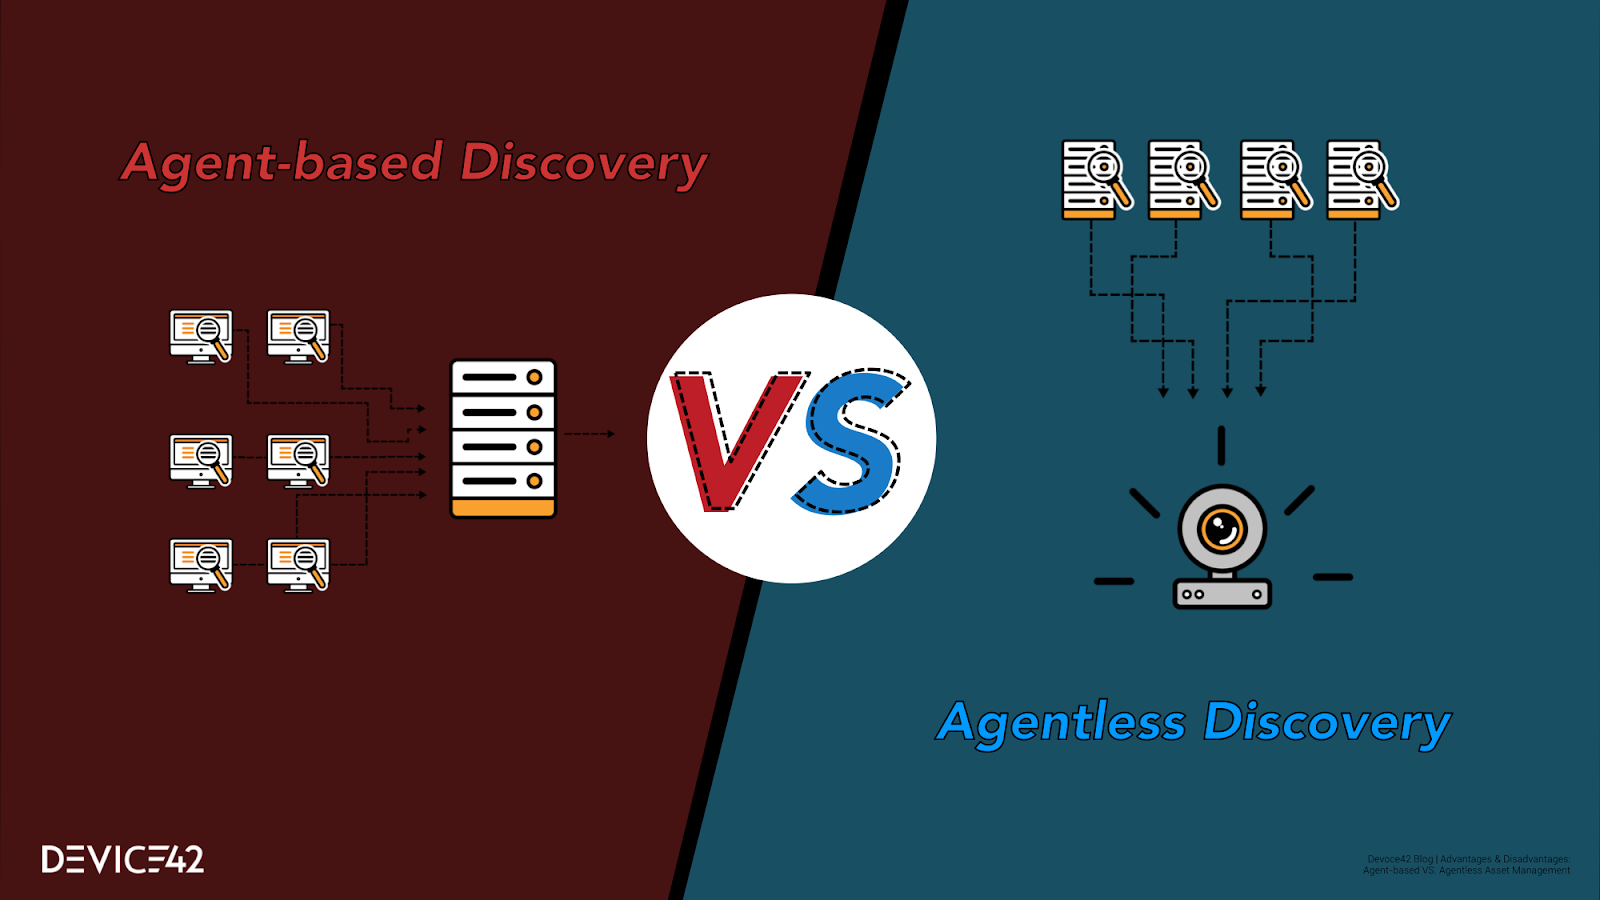 Agent-based Discovery
VS
Agentless Discovery
DEVICE42
Devoce42 Blog | Advantages & Disadvantages:
Agent-based VS. Agentless Asset Management